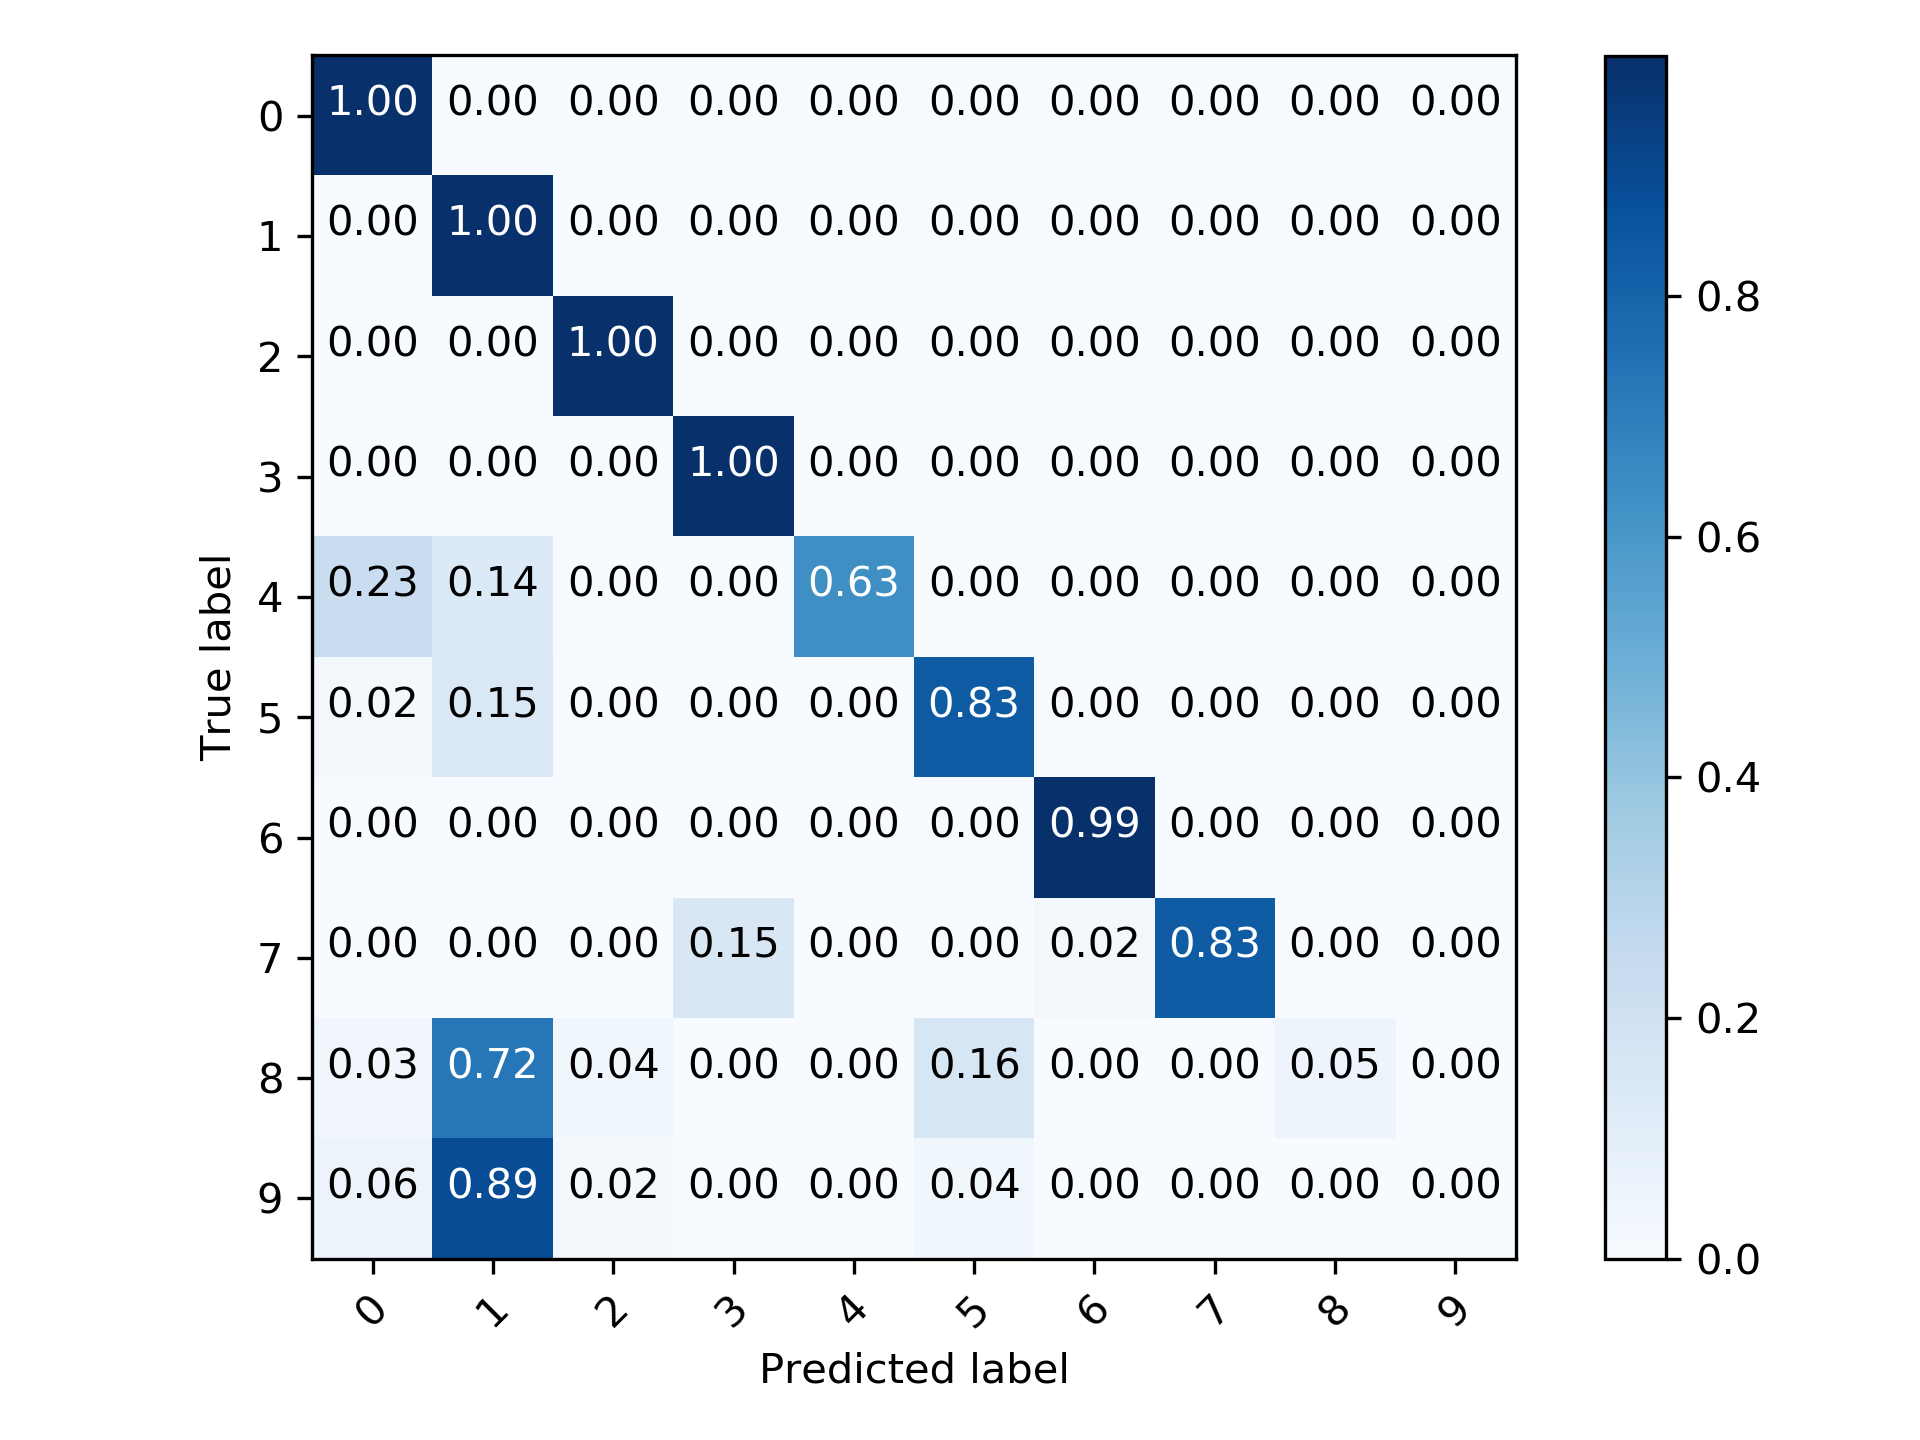 0 1.00 0.00 0.00 0.00 0.00 0.00 0.00 0.00 0.00 0.00
1 0.00 1.00 0.00 0.00 0.00 0.00 0.00 0.00 0.00 0.00
2 0.00 0.00 1.00 0.00 0.00 0.00 0.00 0.00 0.00 0.00
3 0.00 0.00 0.00 1.00 0.00 0.00 0.00 0.00 0.00 0.00
4 0.23 0.14 0.00 0.00 0.63 0.00 0.00 0.00 0.00 0.00
5 0.02 0.15 0.00 0.00 0.00 0.83 0.00 0.00 0.00 0.00
6 0.00 0.00 0.00 0.00 0.00 0.00 0.99 0.00 0.00 0.00
7 0.00 0.00 0.00 0.15 0.00 0.00 0.02 0.83 0.00 0.00
8 0.03 0.72 0.04 0.00 0.00 0.16 0.00 0.00 0.05 0.00
9 0.06 0.89 0.02 0.00 0.00 0.04 0.00 0.00 0.00 0.00
0 1 2 3 4 5 6 7 8 9
Predicted label
True label
0.8
0.6
0.4
0.2
0.0